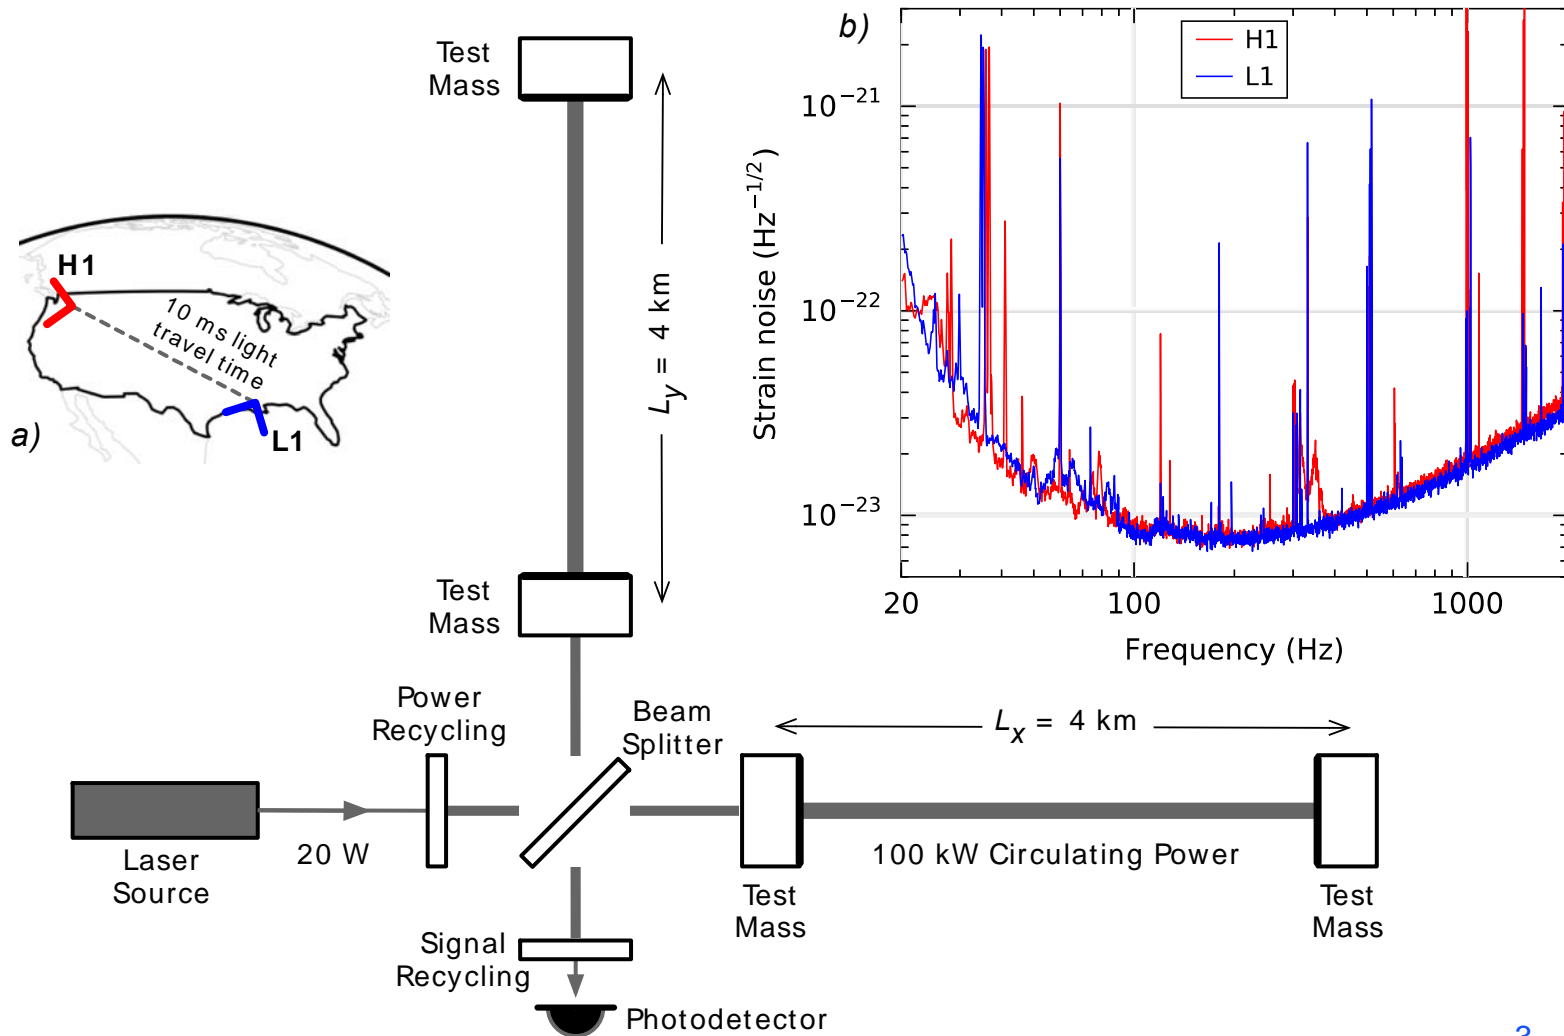 a)
H1
10 ms light
travel time
L1
Test
Mass
L_y = 4 km
Test
Mass
b)
H1
L1
Strain noise (Hz^{-1/2})
10^{-21}
10^{-22}
10^{-23}
20
100
1000
Frequency (Hz)
Power
Recycling
Beam
Splitter
L_x = 4 km
Laser
Source
20 W
100 kW Circulating Power
Test
Mass
Test
Mass
Signal
Recycling
Photodetector